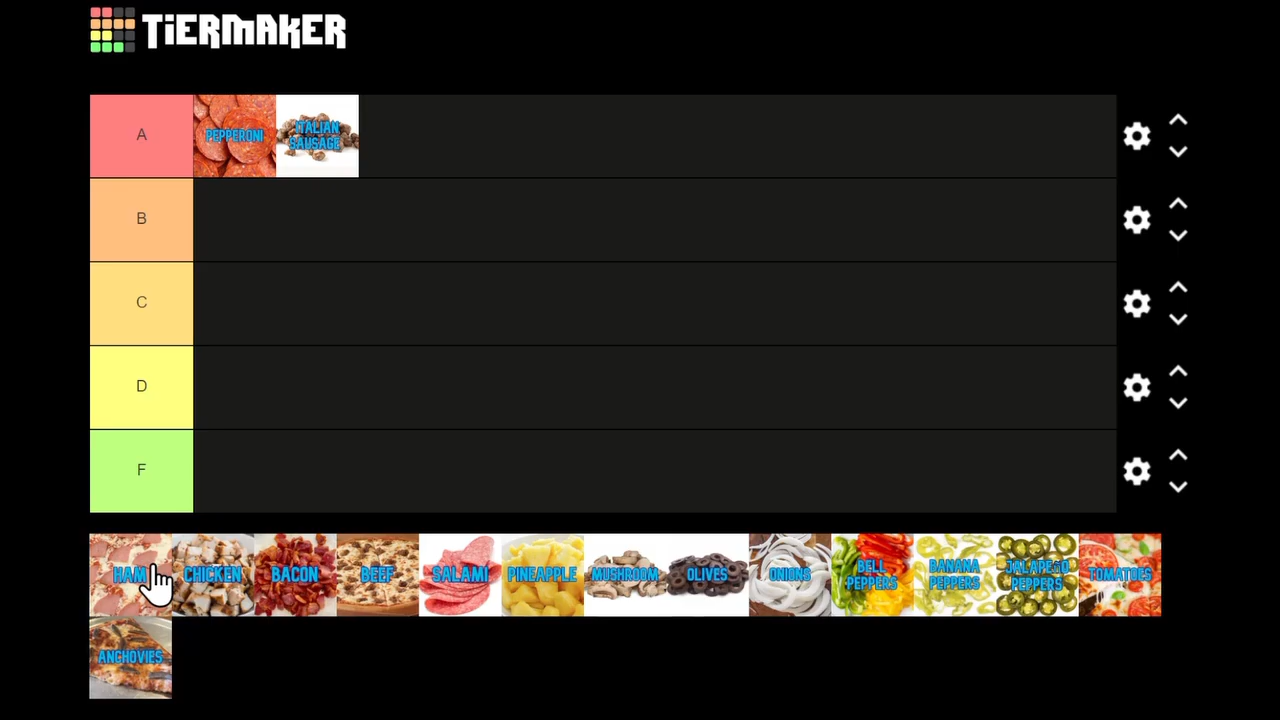 TIERMAKER
A
PEPPERONI
ITALIAN
SAUSAGE
B
C
D
F
HAM
CHICKEN
BACON
BEEF
SALAMI
PINEAPPLE
MUSHROOM
OLIVES
ONIONS
BELL
PEPPERS
BANANA
PEPPERS
JALAPEÑO
PEPPERS
TOMATOES
ANCHOVIES